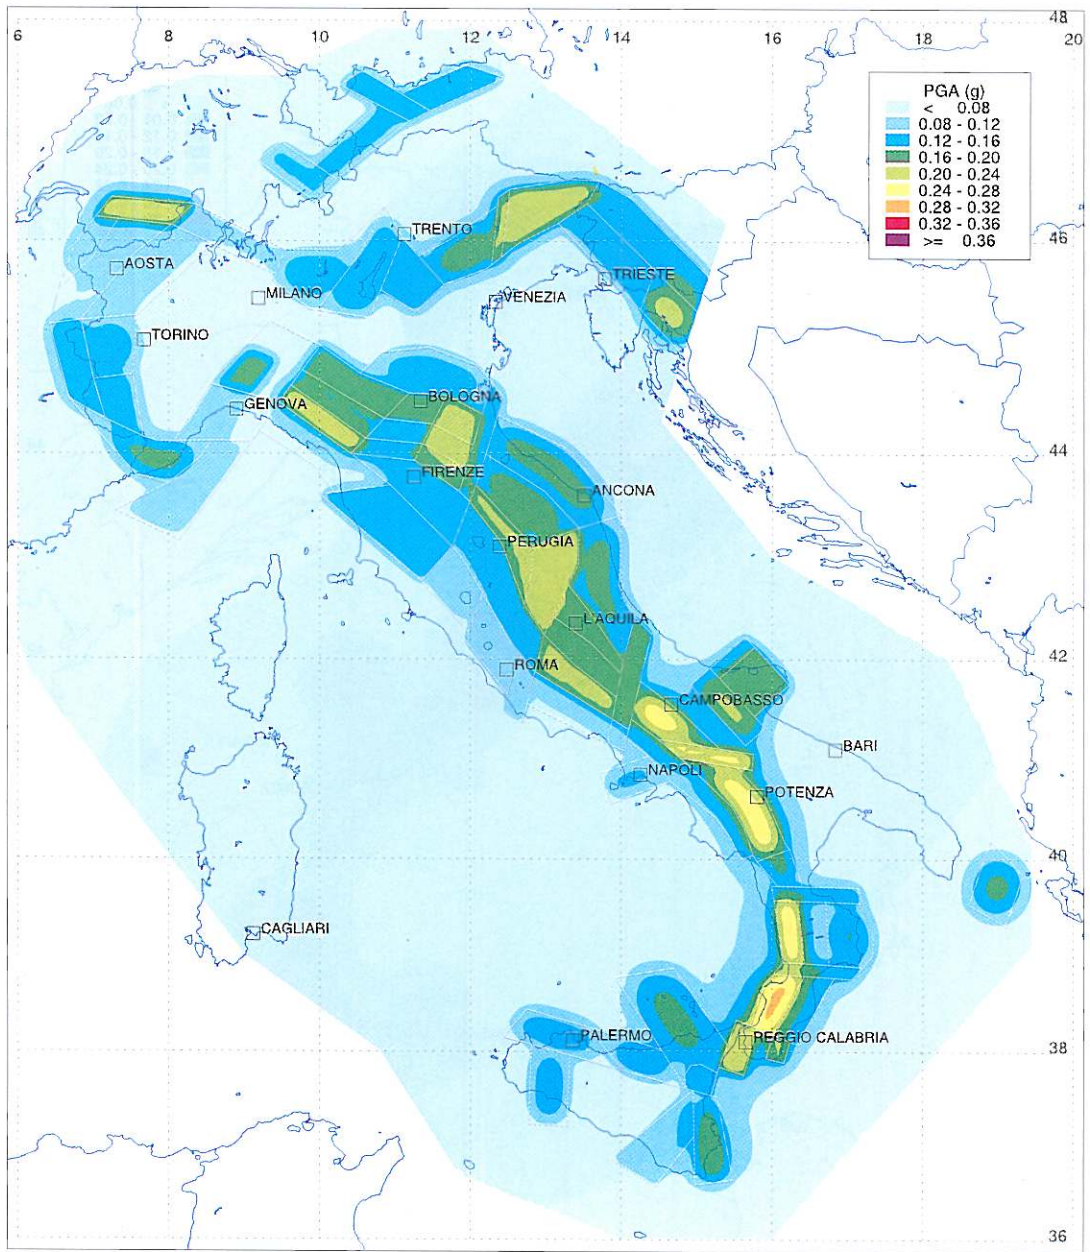 48
6 8 10 12 14 16 18 20
PGA (g)
< 0.08
0.08 - 0.12
0.12 - 0.16
0.16 - 0.20
0.20 - 0.24
0.24 - 0.28
0.28 - 0.32
0.32 - 0.36
>= 0.36
TRENTO
46
AOSTA
TRIESTE
MILANO
VENEZIA
TORINO
BOLOGNA
GENOVA
44
FIRENZE
ANCONA
PERUGIA
L'AQUILA
42
ROMA
CAMPOBASSO
BARI
NAPOLI
POTENZA
40
CAGLIARI
PALERMO
REGGIO CALABRIA
38
36